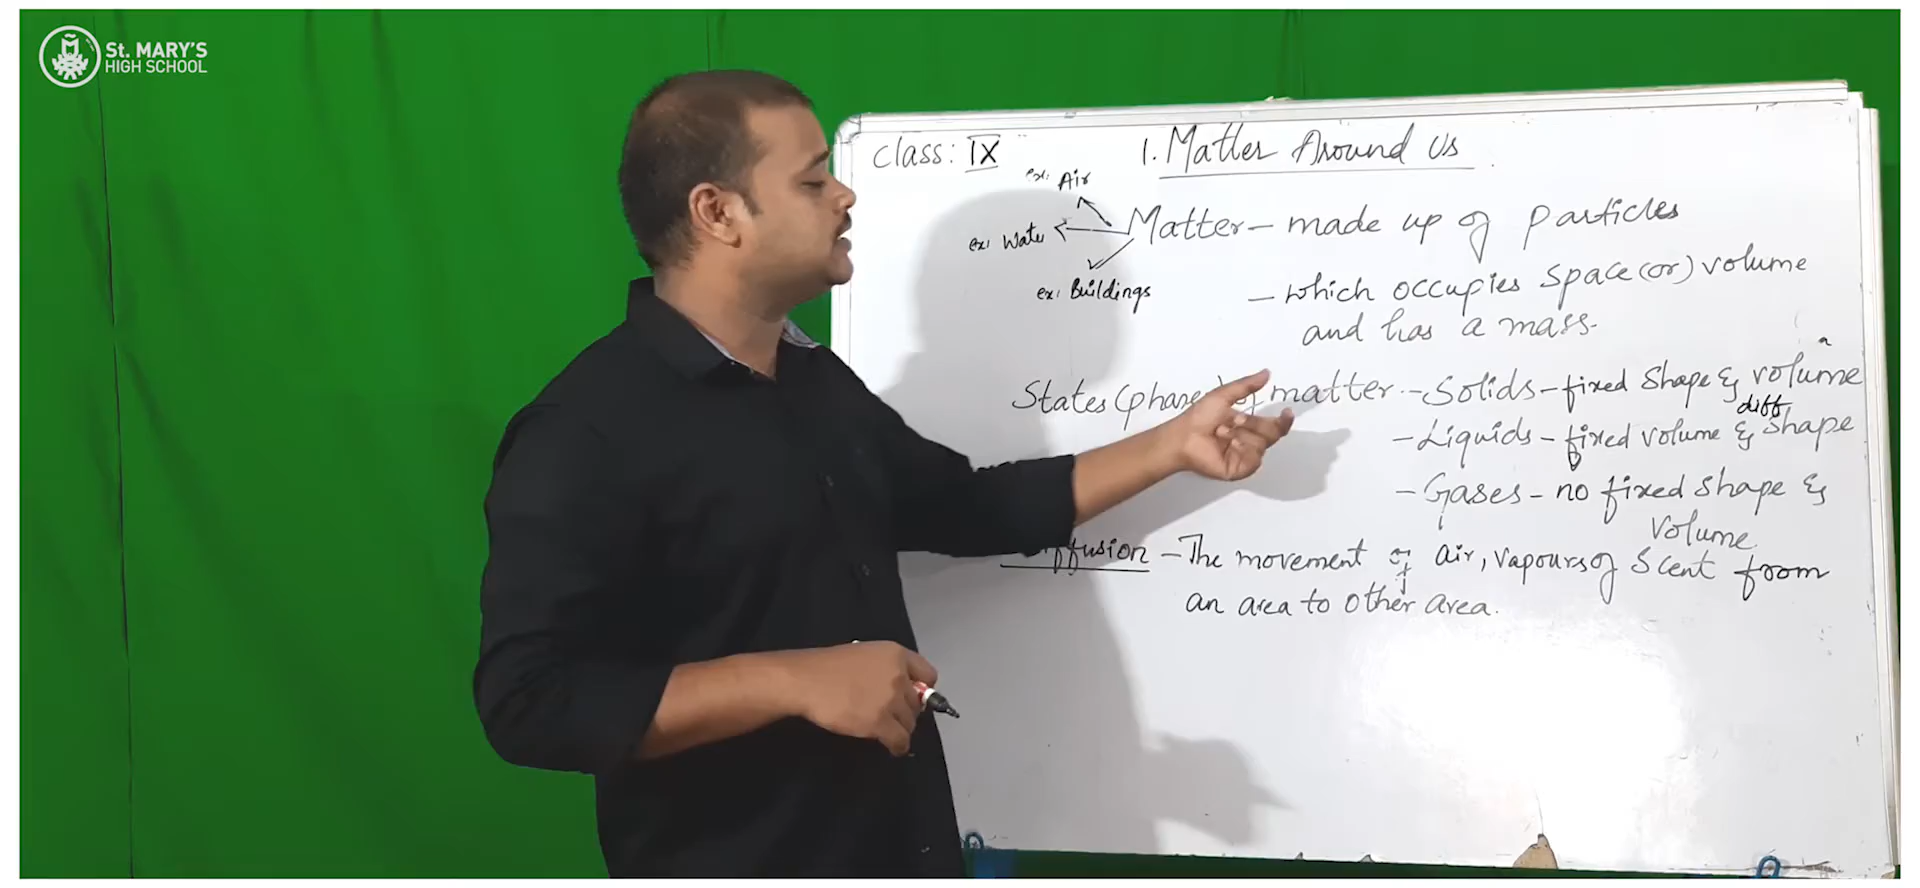 St. MARY'S
HIGH SCHOOL
Class: IX
1. Matter Around Us
ex: Air
ex: Water
ex: Buildings
Matter - made up of particles
- which occupies space (or) volume
and has a mass.
States (phases) of matter - Solids - fixed shape & volume
- Liquids - fixed volume & diff shape
- Gases - no fixed shape &
volume
Diffusion - The movement of air, vapours of scent from
an area to other area.